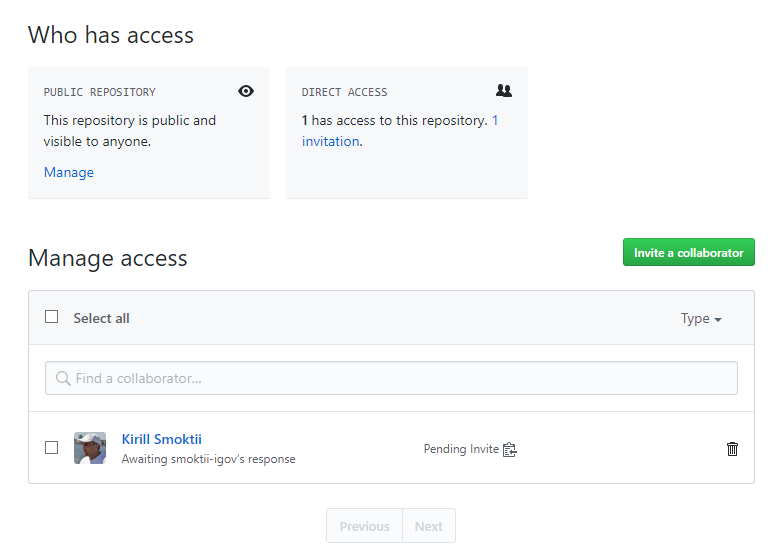 Who has access
PUBLIC REPOSITORY
This repository is public and
visible to anyone.
Manage
DIRECT ACCESS
1 has access to this repository. 1
invitation.
Manage access
Invite a collaborator
Select all
Type
Find a collaborator...
Kirill Smoktii
Awaiting smoktii-igov's response
Pending Invite
Previous
Next